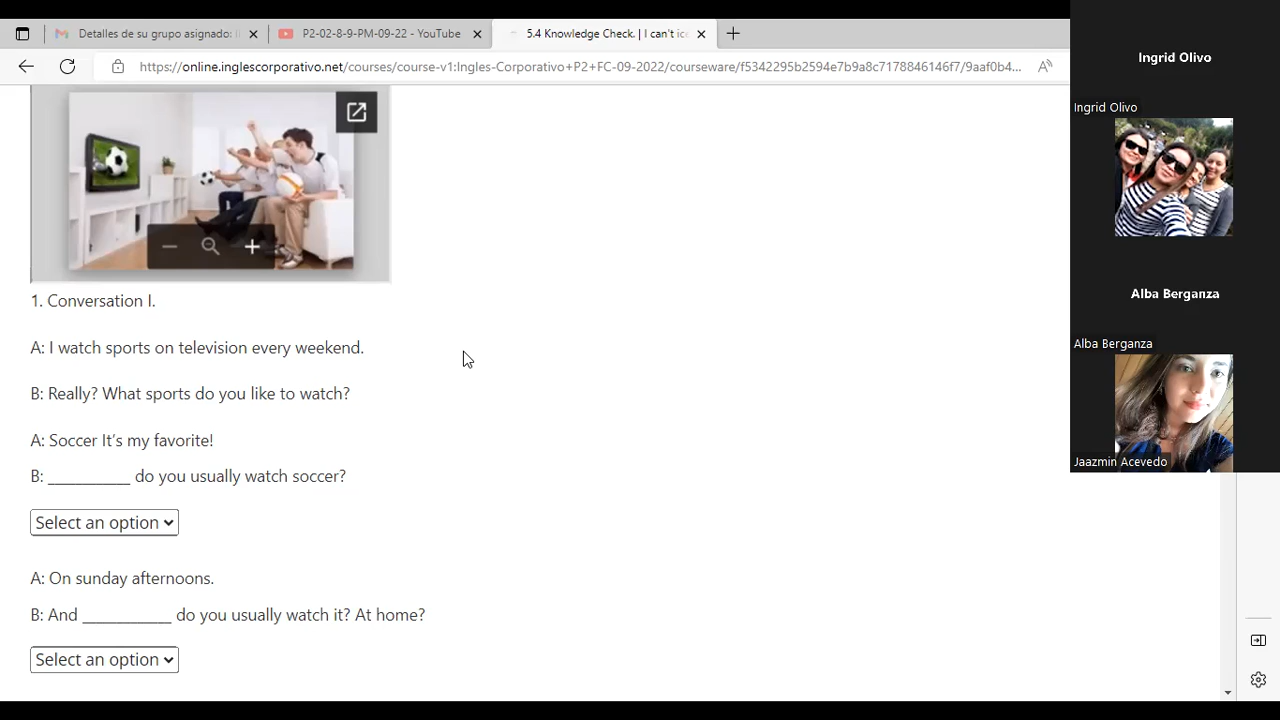 Detalles de su grupo asignado: I
P2-02-8-9-PM-09-22 - YouTube
5.4 Knowledge Check. | I can't ice
https://online.inglescorporativo.net/courses/course-v1:Ingles-Corporativo+P2+FC-09-2022/courseware/f5342295b2594e7b9a8c7178846146f7/9aaf0b4...
Ingrid Olivo
Ingrid Olivo
Alba Berganza
Alba Berganza
Jaazmin Acevedo
1. Conversation I.
A: I watch sports on television every weekend.
B: Really? What sports do you like to watch?
A: Soccer It's my favorite!
B: __________ do you usually watch soccer?
Select an option
A: On sunday afternoons.
B: And ___________ do you usually watch it? At home?
Select an option